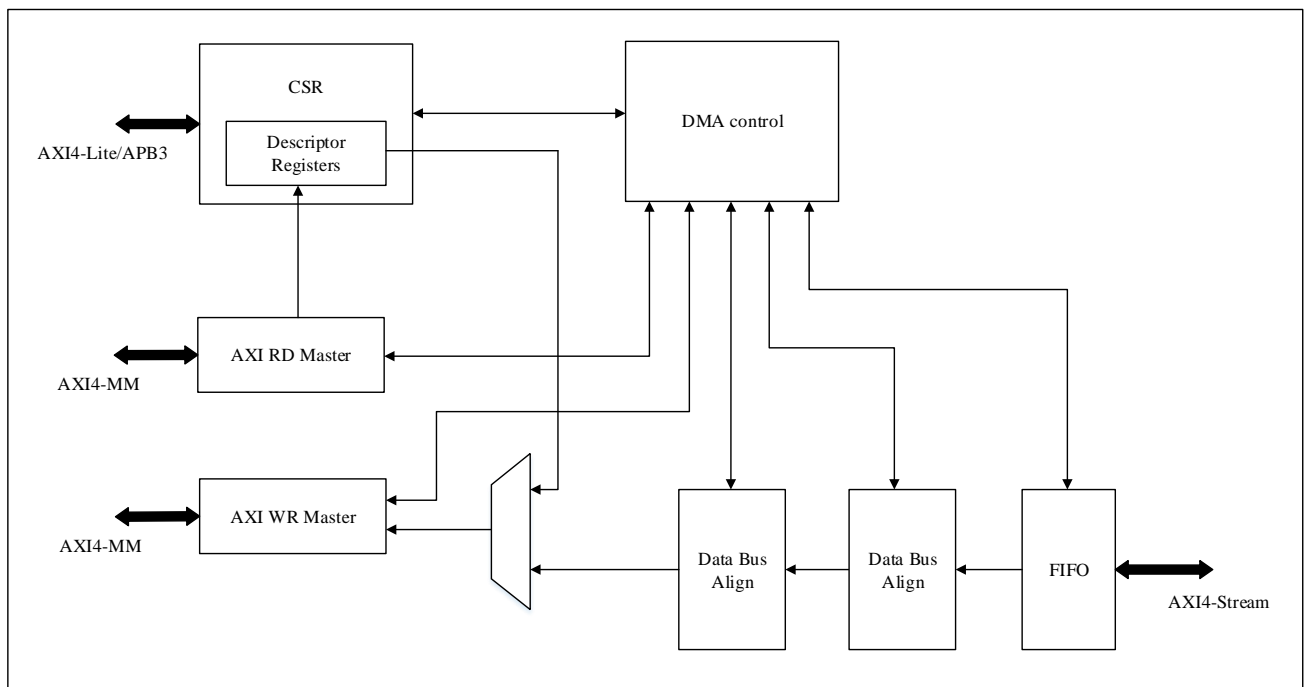 CSR
DMA control
Descriptor
Registers
AXI4-Lite/APB3
AXI RD Master
AXI4-MM
AXI WR Master
AXI4-MM
Data Bus
Align
Data Bus
Align
FIFO
AXI4-Stream